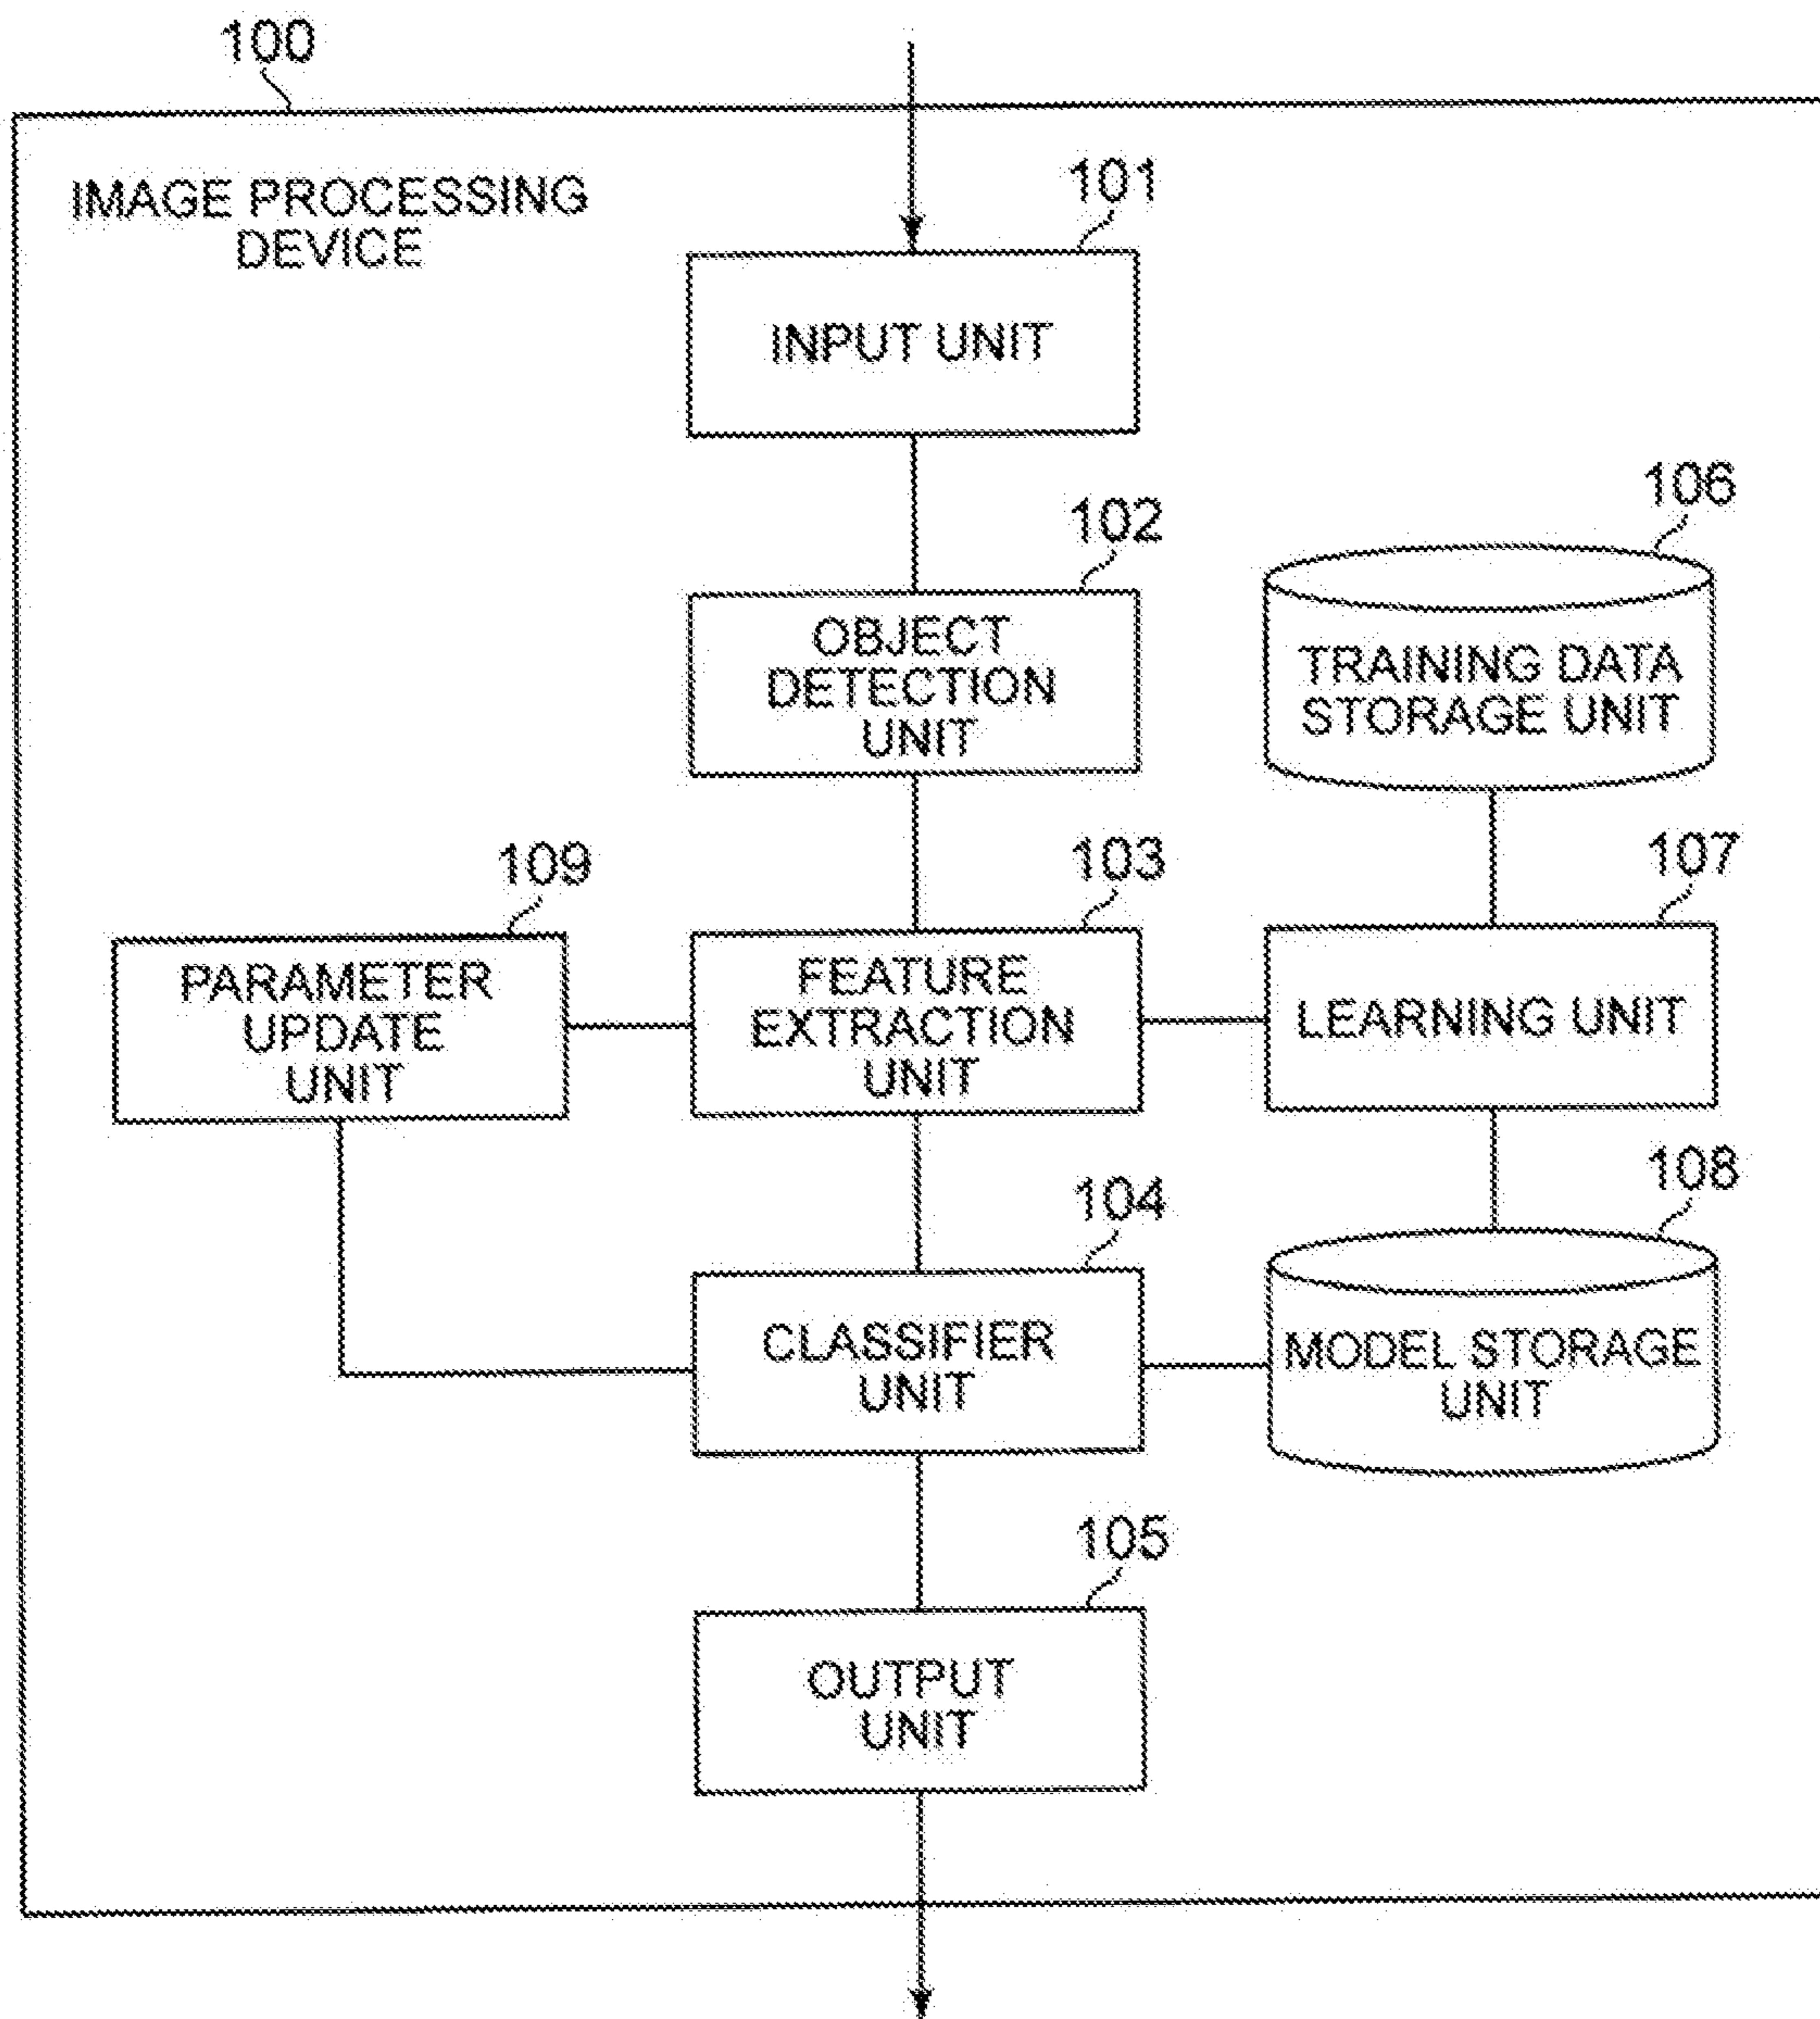 100
IMAGE PROCESSING
DEVICE
101
INPUT UNIT
102
OBJECT
DETECTION
UNIT
106
TRAINING DATA
STORAGE UNIT
109
PARAMETER
UPDATE
UNIT
103
FEATURE
EXTRACTION
UNIT
107
LEARNING UNIT
104
CLASSIFIER
UNIT
108
MODEL STORAGE
UNIT
105
OUTPUT
UNIT